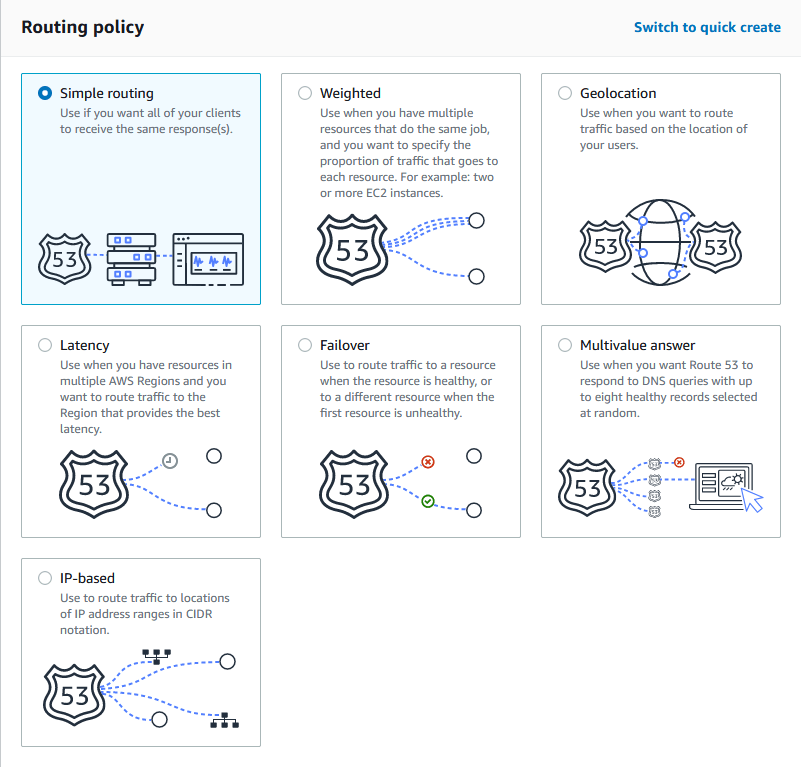 Routing policy
Switch to quick create
Simple routing
Use if you want all of your clients
to receive the same response(s).
53
Weighted
Use when you have multiple
resources that do the same job,
and you want to specify the
proportion of traffic that goes to
each resource. For example: two
or more EC2 instances.
53
Geolocation
Use when you want to route
traffic based on the location of
your users.
53
53
Latency
Use when you have resources in
multiple AWS Regions and you
want to route traffic to the
Region that provides the best
latency.
53
Failover
Use to route traffic to a resource
when the resource is healthy, or
to a different resource when the
first resource is unhealthy.
53
Multivalue answer
Use when you want Route 53 to
respond to DNS queries with up
to eight healthy records selected
at random.
53
53
53
53
53
IP-based
Use to route traffic to locations
of IP address ranges in CIDR
notation.
53